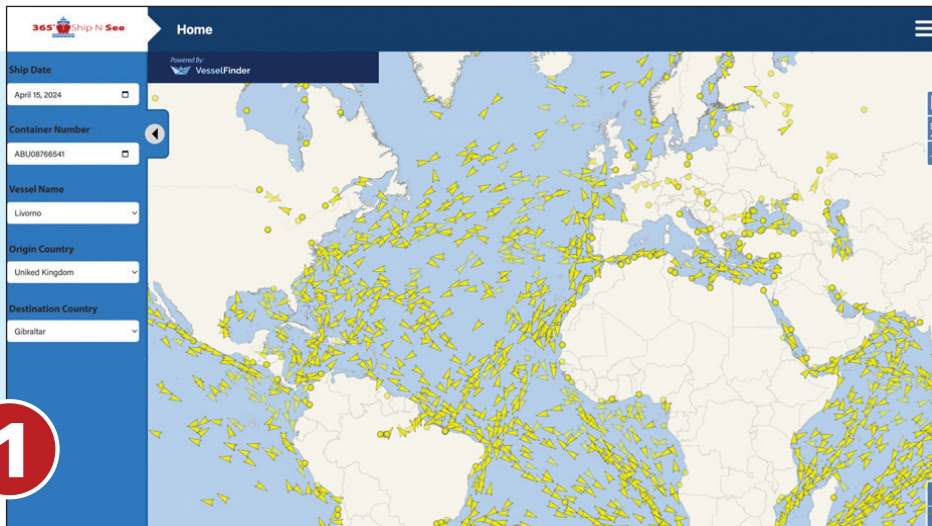 365° Ship-N-See
Home
Powered By:
VesselFinder
Ship Date
April 15, 2024
Container Number
ABU08766541
Vessel Name
Livorno
Origin Country
Uniked Kingdom
Destination Country
Gibraltar
1